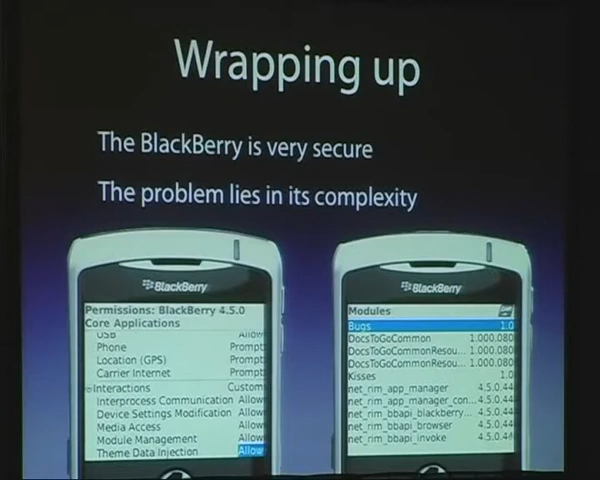 Wrapping up
The BlackBerry is very secure
The problem lies in its complexity
BlackBerry
Permissions: BlackBerry 4.5.0
Core Applications
USB Allow
Phone Prompt
Location (GPS) Prompt
Carrier Internet Prompt
Interactions Custom
Interprocess Communication Allow
Device Settings Modification Allow
Media Access Allow
Module Management Allow
Theme Data Injection Allow
BlackBerry
Modules
Bugs 1.0
DocsToGoCommon 1.000.080
DocsToGoCommonResou... 1.000.080
DocsToGoCommonResou... 1.000.080
Kisses 1.0
net_rim_app_manager 4.5.0.44
net_rim_app_manager_con... 4.5.0.44
net_rim_bbapi_blackberry... 4.5.0.44
net_rim_bbapi_browser 4.5.0.44
net_rim_bbapi_invoke 4.5.0.44